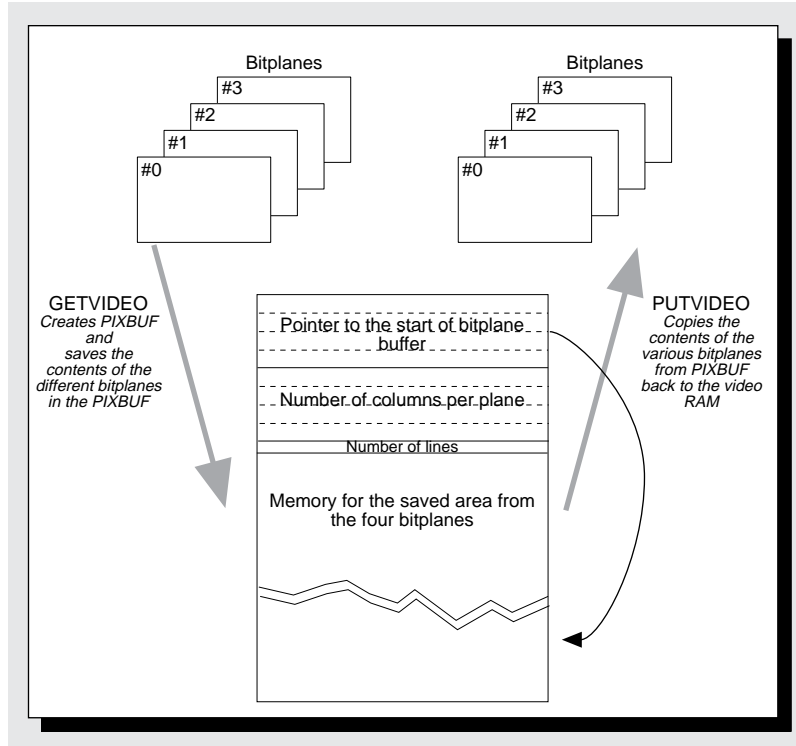 Bitplanes
#3
#2
#1
#0
Bitplanes
#3
#2
#1
#0
GETVIDEO
Creates PIXBUF
and
saves the
contents of the
different bitplanes
in the PIXBUF
Pointer to the start of bitplane
buffer
Number of columns per plane
Number of lines
Memory for the saved area from
the four bitplanes
PUTVIDEO
Copies the
contents of the
various bitplanes
from PIXBUF
back to the video
RAM